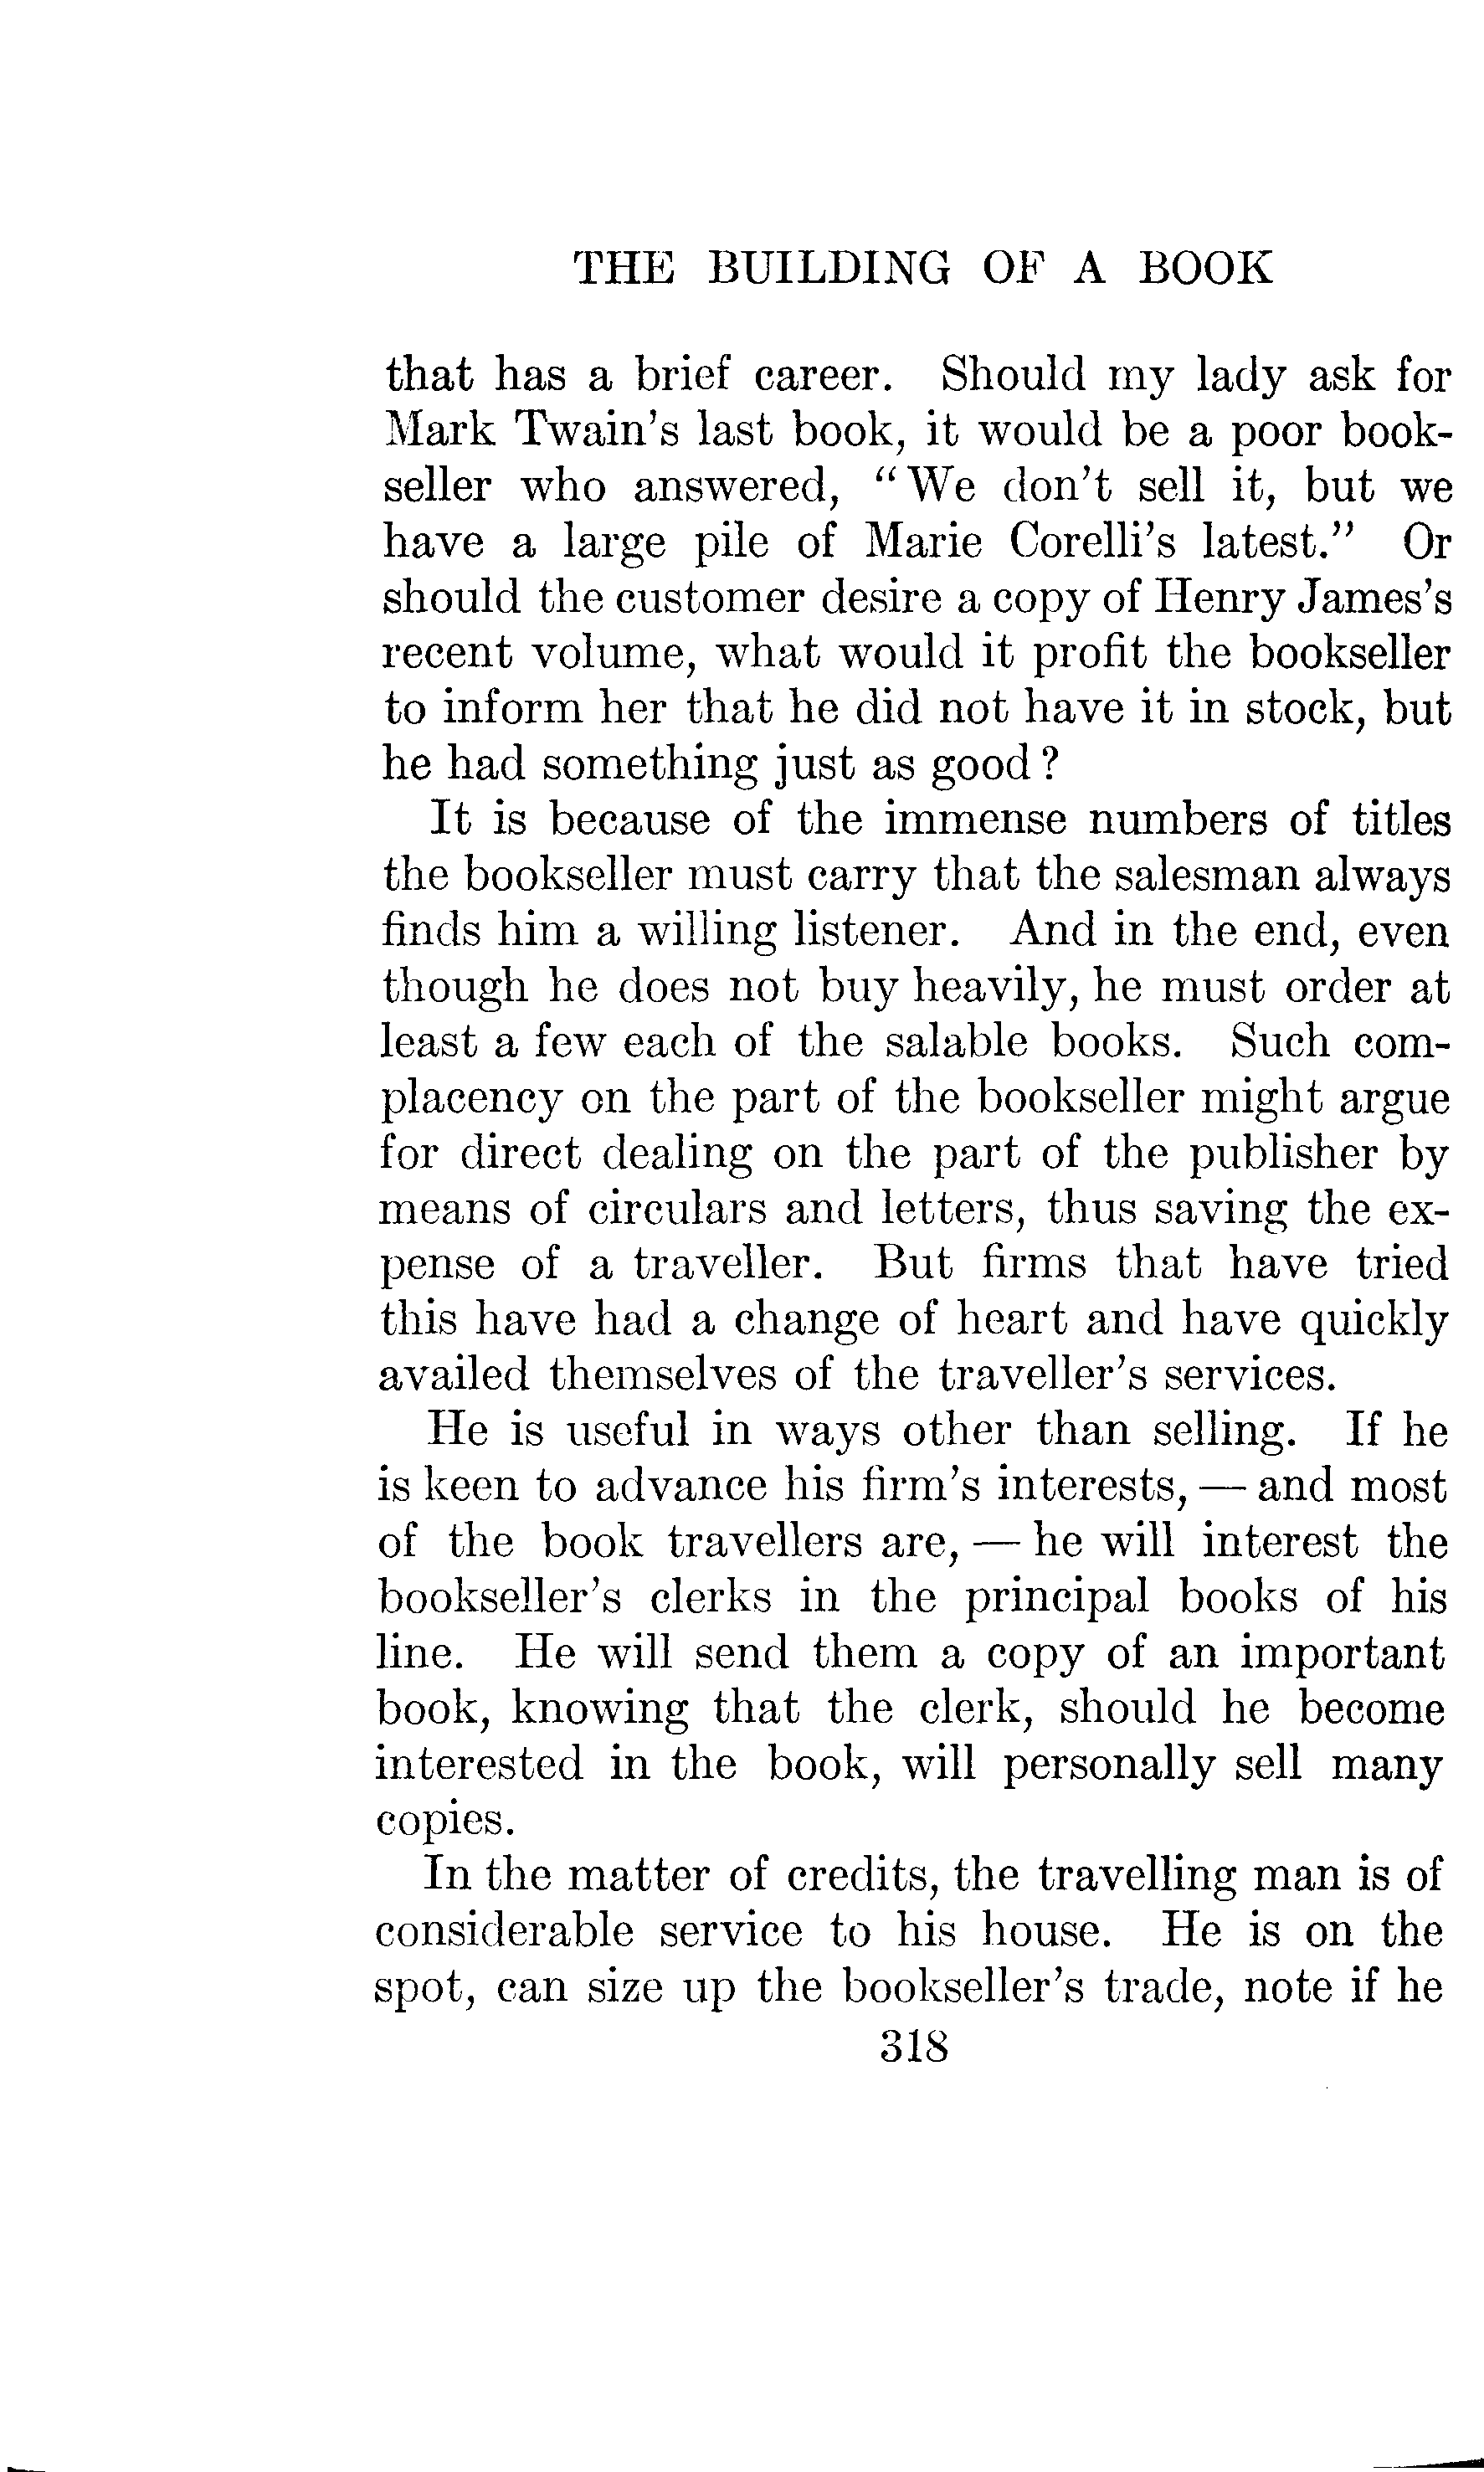 THE BUILDING OF A BOOK
that has a brief career. Should my lady ask for
Mark Twain's last book, it would be a poor book-
seller who answered, "We don't sell it, but we
have a large pile of Marie Corelli's latest." Or
should the customer desire a copy of Henry James's
recent volume, what would it profit the bookseller
to inform her that he did not have it in stock, but
he had something just as good?
It is because of the immense numbers of titles
the bookseller must carry that the salesman always
finds him a willing listener. And in the end, even
though he does not buy heavily, he must order at
least a few each of the salable books. Such com-
placency on the part of the bookseller might argue
for direct dealing on the part of the publisher by
means of circulars and letters, thus saving the ex-
pense of a traveller. But firms that have tried
this have had a change of heart and have quickly
availed themselves of the traveller's services.
He is useful in ways other than selling. If he
is keen to advance his firm's interests, — and most
of the book travellers are, — he will interest the
bookseller's clerks in the principal books of his
line. He will send them a copy of an important
book, knowing that the clerk, should he become
interested in the book, will personally sell many
copies.
In the matter of credits, the travelling man is of
considerable service to his house. He is on the
spot, can size up the bookseller's trade, note if he
318